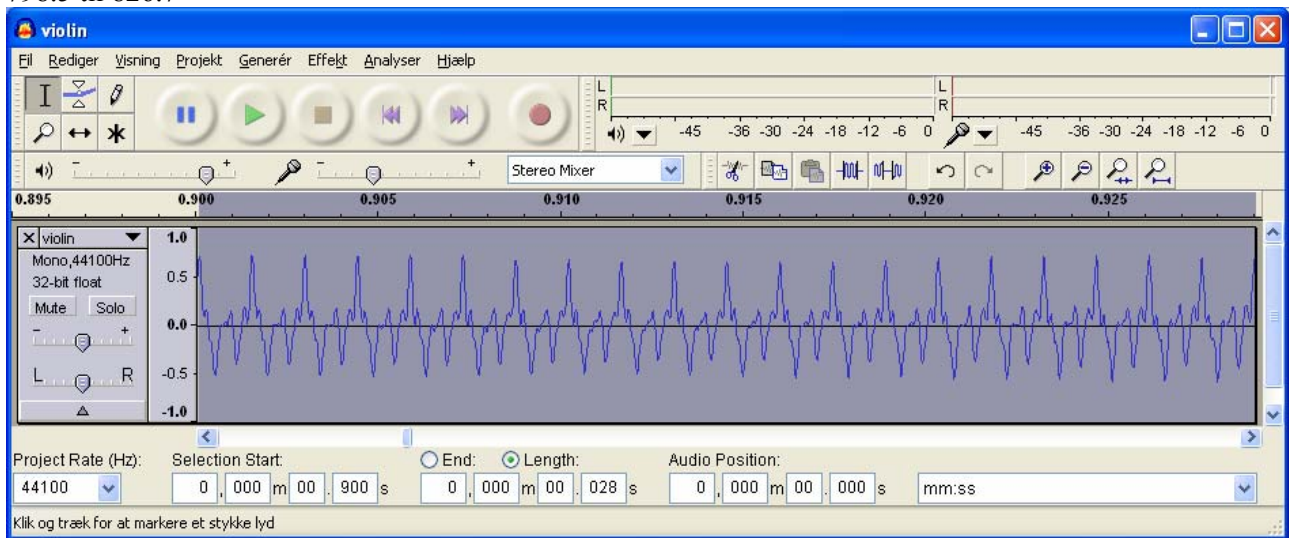 violin
Fil Rediger Visning Projekt Generér Effekt Analyser Hjælp
L
R
-45 -36 -30 -24 -18 -12 -6 0
L
R
-45 -36 -30 -24 -18 -12 -6 0
- + - + Stereo Mixer
0.895 0.900 0.905 0.910 0.915 0.920 0.925
X violin
Mono,44100Hz
32-bit float
Mute Solo
- +
L R
1.0
0.5
0.0
-0.5
-1.0
Project Rate (Hz): Selection Start: End: Length: Audio Position:
44100 0 , 000 m 00 . 900 s 0 , 000 m 00 . 028 s 0 , 000 m 00 . 000 s mm:ss
Klik og træk for at markere et stykke lyd